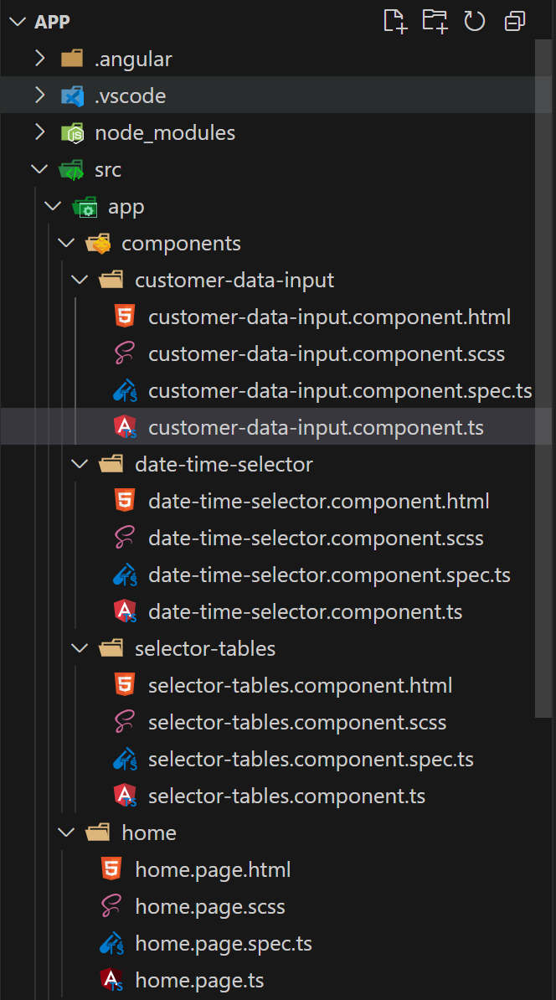 APP
.angular
.vscode
node_modules
src
app
components
customer-data-input
customer-data-input.component.html
customer-data-input.component.scss
customer-data-input.component.spec.ts
customer-data-input.component.ts
date-time-selector
date-time-selector.component.html
date-time-selector.component.scss
date-time-selector.component.spec.ts
date-time-selector.component.ts
selector-tables
selector-tables.component.html
selector-tables.component.scss
selector-tables.component.spec.ts
selector-tables.component.ts
home
home.page.html
home.page.scss
home.page.spec.ts
home.page.ts